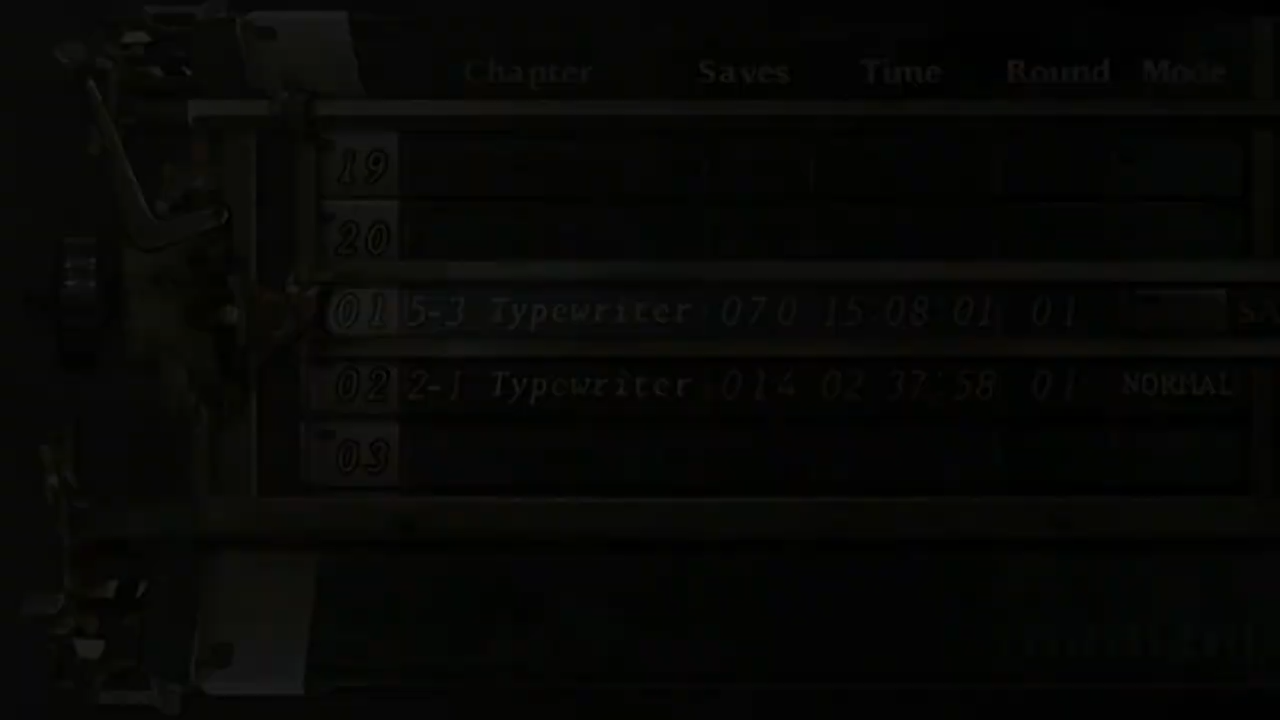 Chapter Saves Time Round Mode
19
20
01 5-3 Typewriter 070 15:08:01 01
02 2-1 Typewriter 014 02:37:58 01 NORMAL
03